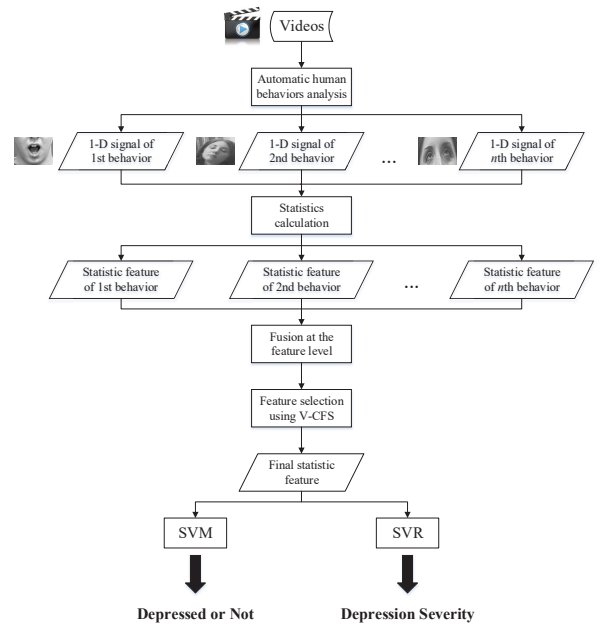 Videos
Automatic human
behaviors analysis
1-D signal of
1st behavior
1-D signal of
2nd behavior
...
1-D signal of
nth behavior
Statistics
calculation
Statistic feature
of 1st behavior
Statistic feature
of 2nd behavior
...
Statistic feature
of nth behavior
Fusion at the
feature level
Feature selection
using V-CFS
Final statistic
feature
SVM
SVR
Depressed or Not
Depression Severity